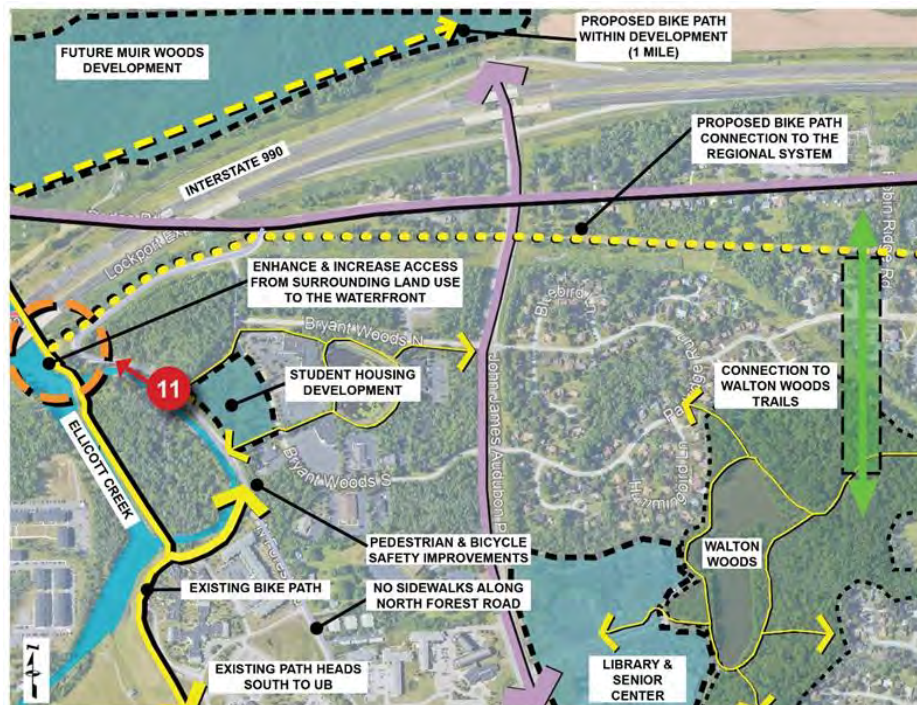 FUTURE MUIR WOODS
DEVELOPMENT
PROPOSED BIKE PATH
WITHIN DEVELOPMENT
(1 MILE)
INTERSTATE 990
PROPOSED BIKE PATH
CONNECTION TO THE
REGIONAL SYSTEM
Robin Ridge Rd
Lockport
ENHANCE & INCREASE ACCESS
FROM SURROUNDING LAND USE
TO THE WATERFRONT
Bryant Woods N
11
STUDENT HOUSING
DEVELOPMENT
John James Audubon P
CONNECTION TO
WALTON WOODS
TRAILS
ELLICOTT CREEK
Bryant Woods S
PEDESTRIAN & BICYCLE
SAFETY IMPROVEMENTS
WALTON
WOODS
EXISTING BIKE PATH
NO SIDEWALKS ALONG
NORTH FOREST ROAD
EXISTING PATH HEADS
SOUTH TO UB
LIBRARY &
SENIOR
CENTER